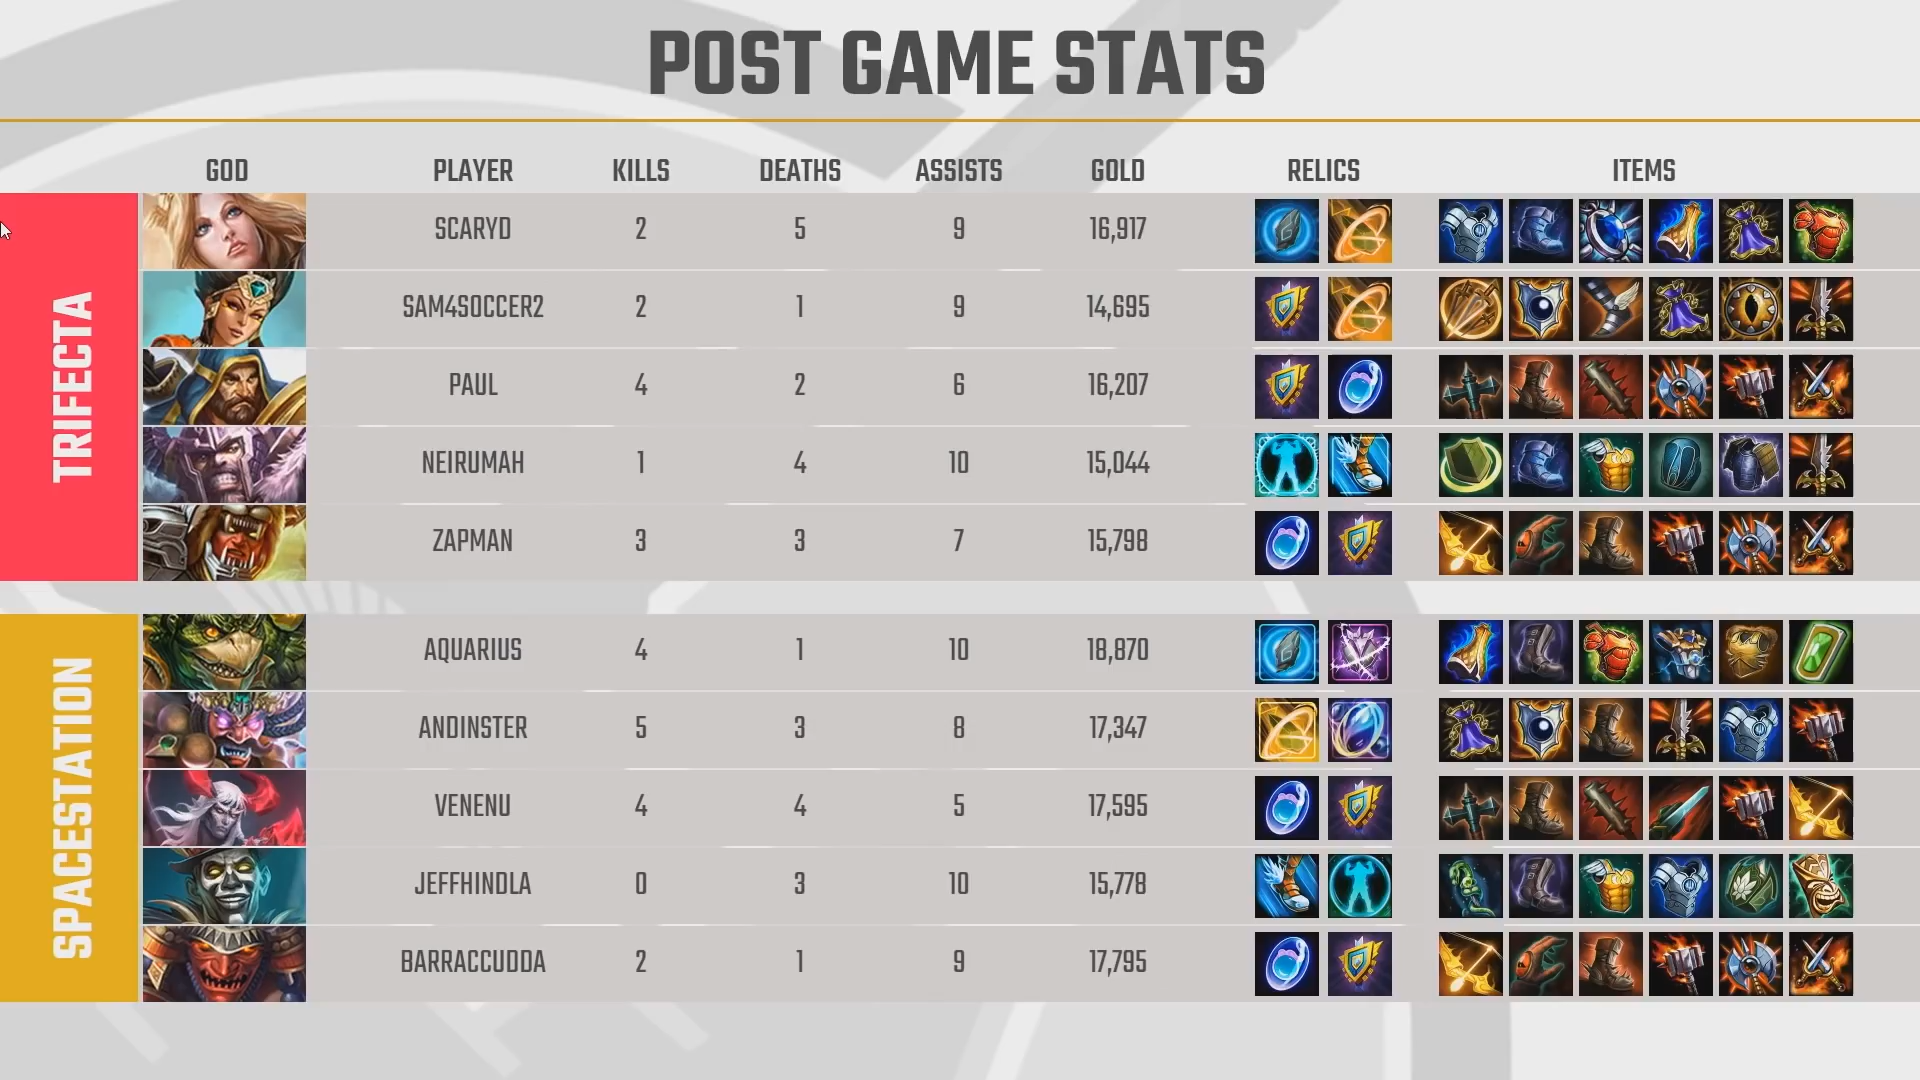 POST GAME STATS
GOD PLAYER KILLS DEATHS ASSISTS GOLD RELICS ITEMS
TRIFECTA
SCARYD 2 5 9 16,917
SAM4SOCCER2 2 1 9 14,695
PAUL 4 2 6 16,207
NEIRUMAH 1 4 10 15,044
ZAPMAN 3 3 7 15,798
SPACESTATION
AQUARIUS 4 1 10 18,870
ANDINSTER 5 3 8 17,347
VENENU 4 4 5 17,595
JEFFHINDLA 0 3 10 15,778
BARRACCUDDA 2 1 9 17,795